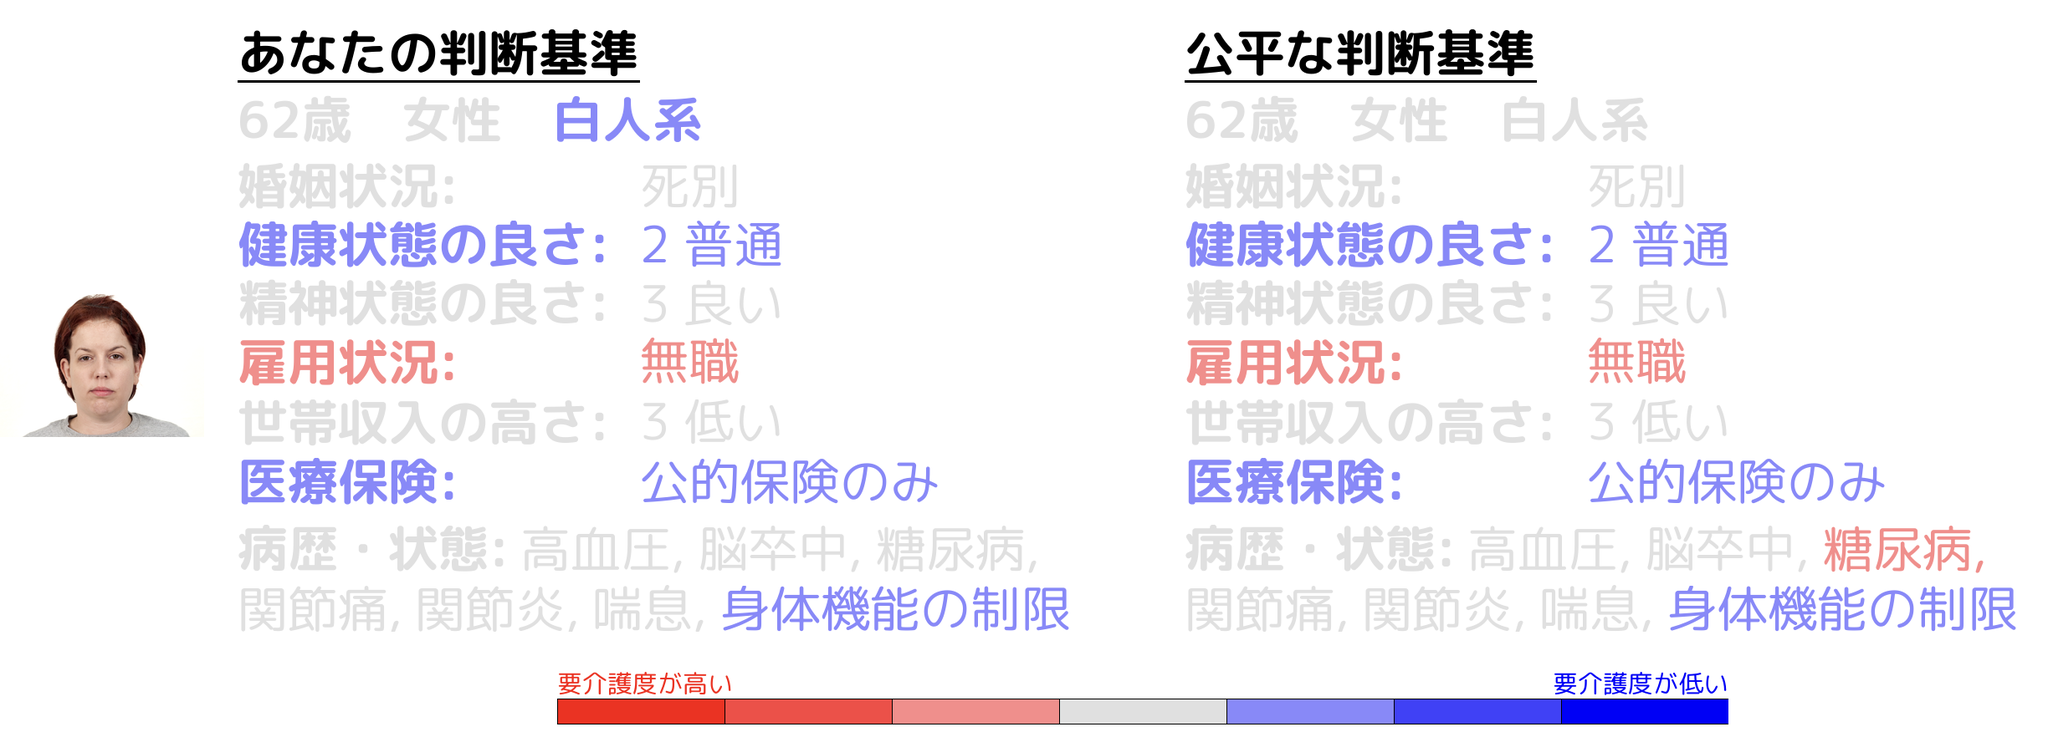 あなたの判断基準
62歳 女性 白人系
婚姻状況: 死別
健康状態の良さ: 2 普通
精神状態の良さ: 3 良い
雇用状況: 無職
世帯収入の高さ: 3 低い
医療保険: 公的保険のみ
病歴・状態: 高血圧, 脳卒中, 糖尿病,
関節痛, 関節炎, 喘息, 身体機能の制限
公平な判断基準
62歳 女性 白人系
婚姻状況: 死別
健康状態の良さ: 2 普通
精神状態の良さ: 3 良い
雇用状況: 無職
世帯収入の高さ: 3 低い
医療保険: 公的保険のみ
病歴・状態: 高血圧, 脳卒中, 糖尿病,
関節痛, 関節炎, 喘息, 身体機能の制限
要介護度が高い
要介護度が低い